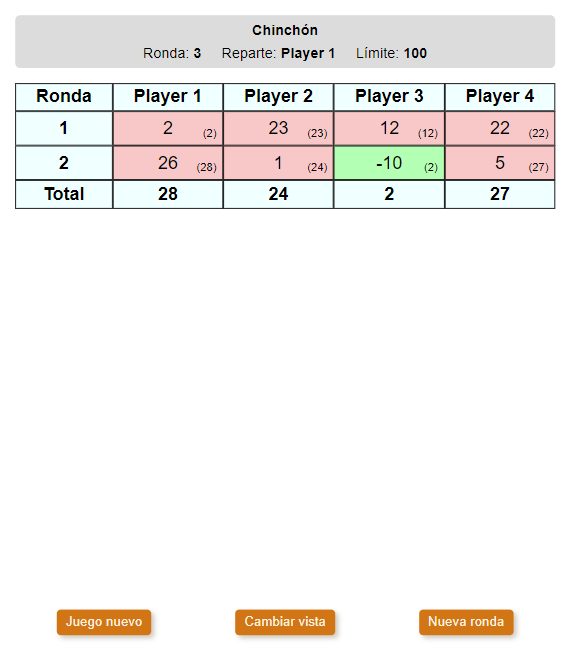 Chinchón
Ronda: 3 Reparte: Player 1 Límite: 100
Ronda Player 1 Player 2 Player 3 Player 4
1 2 (2) 23 (23) 12 (12) 22 (22)
2 26 (28) 1 (24) -10 (2) 5 (27)
Total 28 24 2 27
Juego nuevo Cambiar vista Nueva ronda